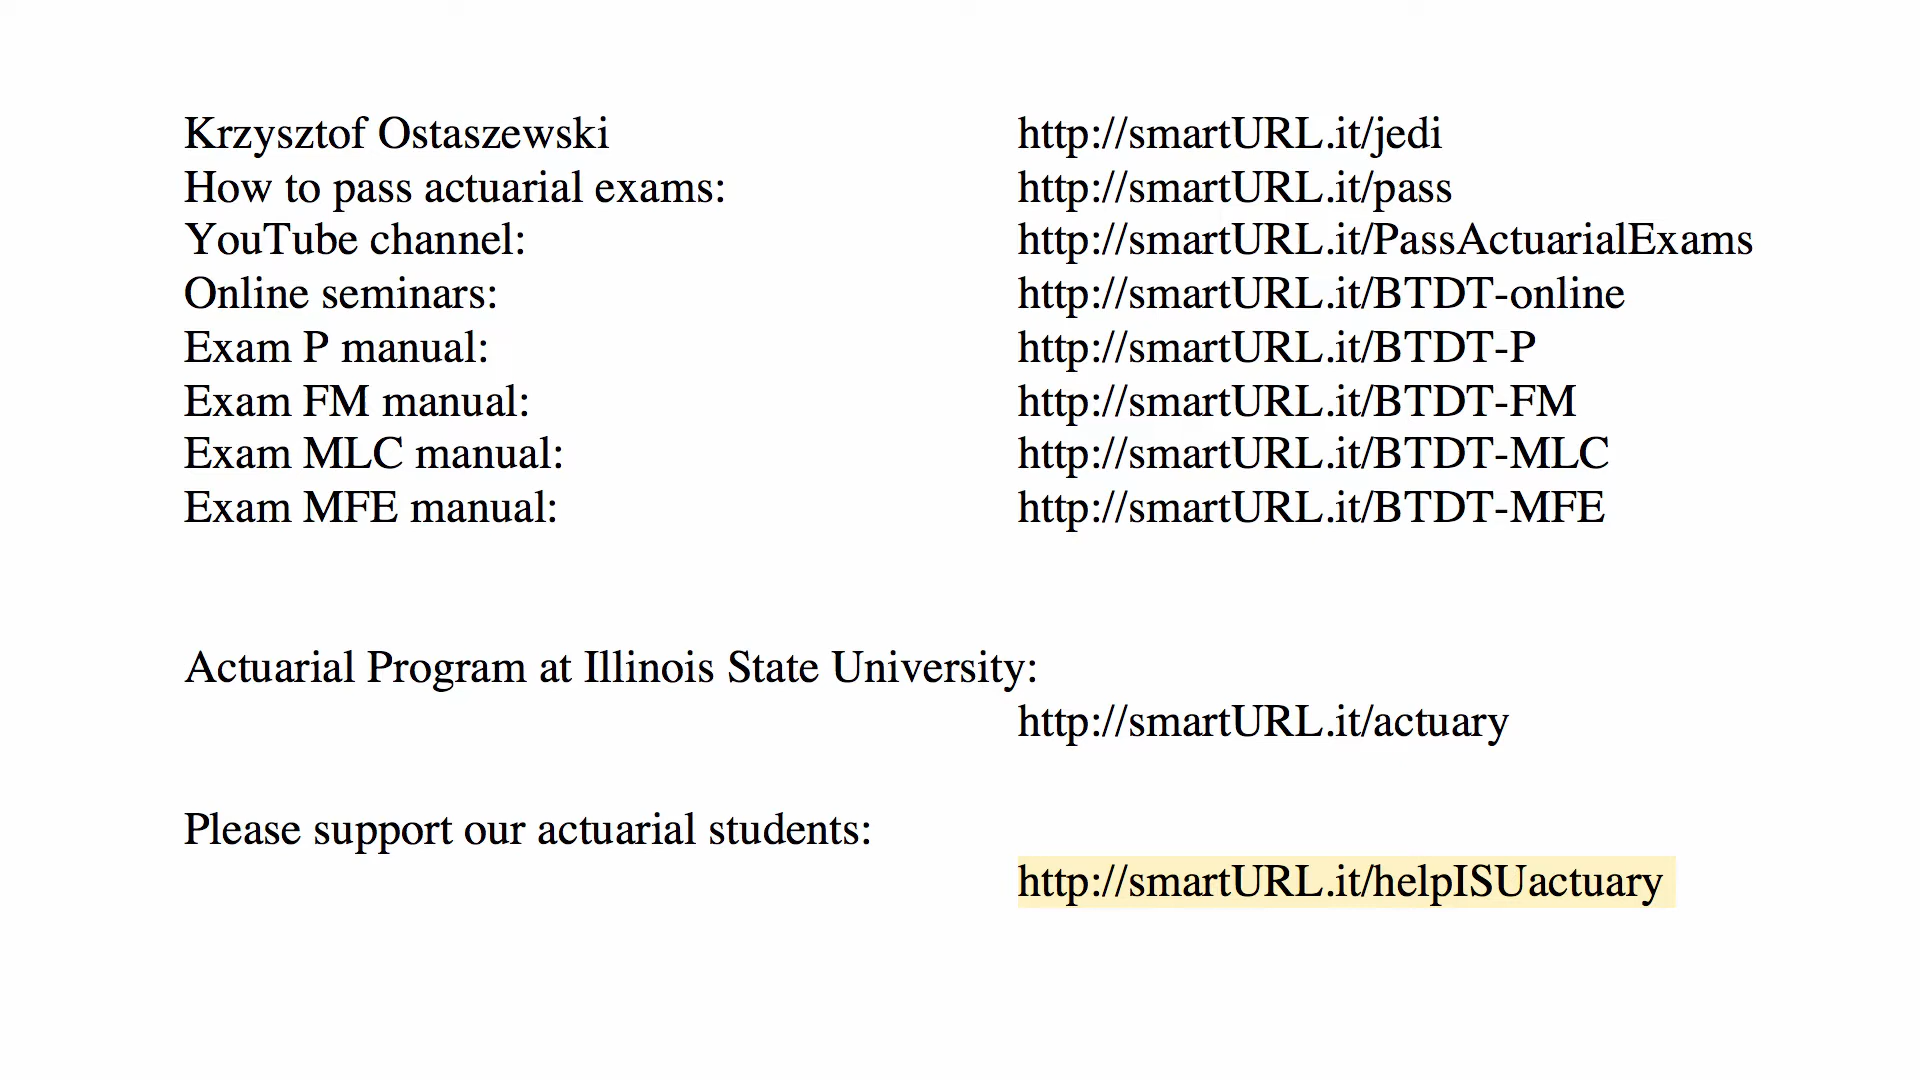 Krzysztof Ostaszewski http://smartURL.it/jedi
How to pass actuarial exams: http://smartURL.it/pass
YouTube channel: http://smartURL.it/PassActuarialExams
Online seminars: http://smartURL.it/BTDT-online
Exam P manual: http://smartURL.it/BTDT-P
Exam FM manual: http://smartURL.it/BTDT-FM
Exam MLC manual: http://smartURL.it/BTDT-MLC
Exam MFE manual: http://smartURL.it/BTDT-MFE
Actuarial Program at Illinois State University:
http://smartURL.it/actuary
Please support our actuarial students:
http://smartURL.it/helpISUactuary